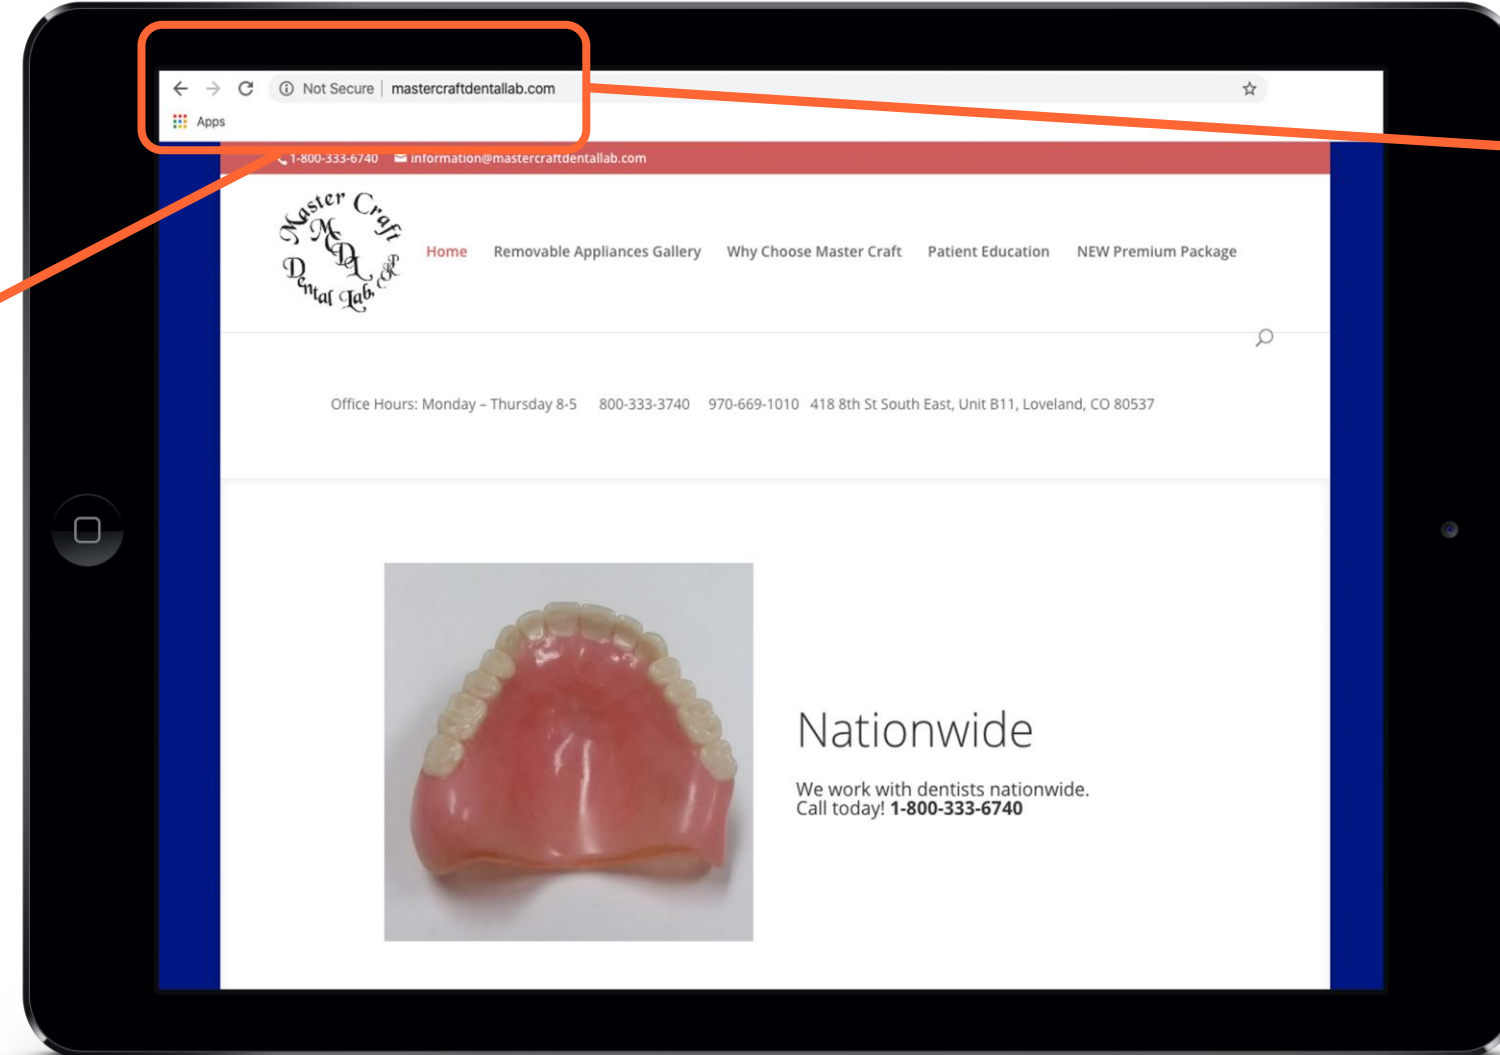 Not Secure | mastercraftdentallab.com
Apps
1-800-333-6740 information@mastercraftdentallab.com
Master Craft Dental Lab, CRP
MCDL
Home Removable Appliances Gallery Why Choose Master Craft Patient Education NEW Premium Package
Office Hours: Monday – Thursday 8-5 800-333-3740 970-669-1010 418 8th St South East, Unit B11, Loveland, CO 80537
Nationwide
We work with dentists nationwide.
Call today! 1-800-333-6740